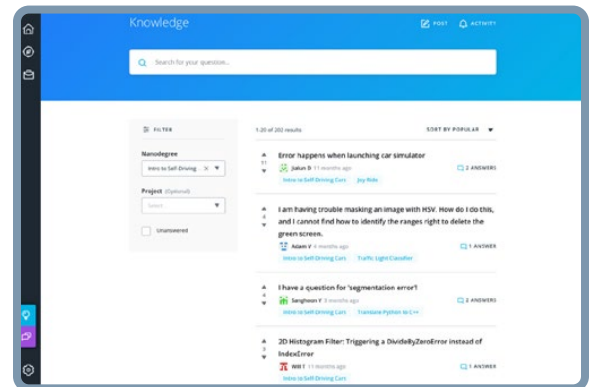 Knowledge
POST
ACTIVITY
Search for your question...
FILTER
1-20 of 202 results
SORT BY POPULAR
Nanodegree
Intro to Self-Driving
Project (Optional)
Select
Unanswered
Error happens when launching car simulator
Jiakun D 11 months ago
2 ANSWERS
Intro to Self-Driving Cars
Joy Ride
4
I am having trouble masking an image with HSV. How do I do this,
and I cannot find how to identify the ranges right to delete the
green screen.
Adam V 4 months ago
1 ANSWER
Intro to Self-Driving Cars
Traffic Light Classifier
4
I have a question for 'segmentation error'!
Sanghoon Y 3 months ago
2 ANSWERS
Intro to Self-Driving Cars
Translate Python to C++
3
2D Histogram Filter: Triggering a DivideByZeroError instead of
IndexError
Will T 11 months ago
1 ANSWER
Intro to Self-Driving Cars